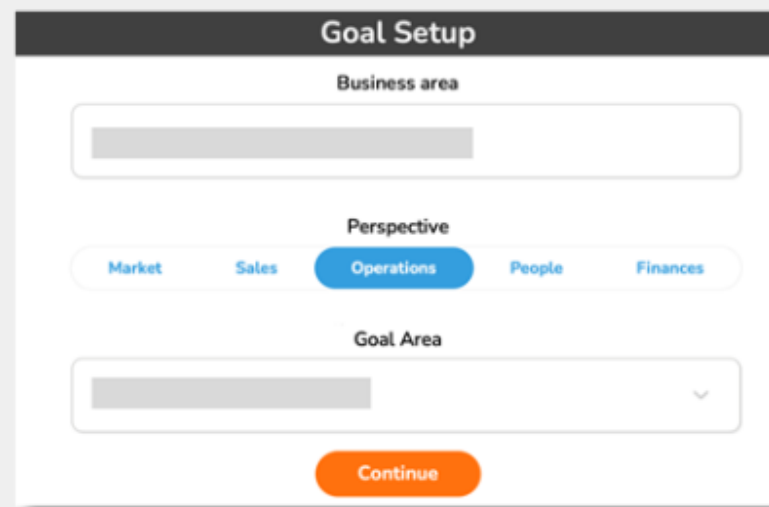 Goal Setup
Business area
Perspective
Market Sales Operations People Finances
Goal Area
Continue